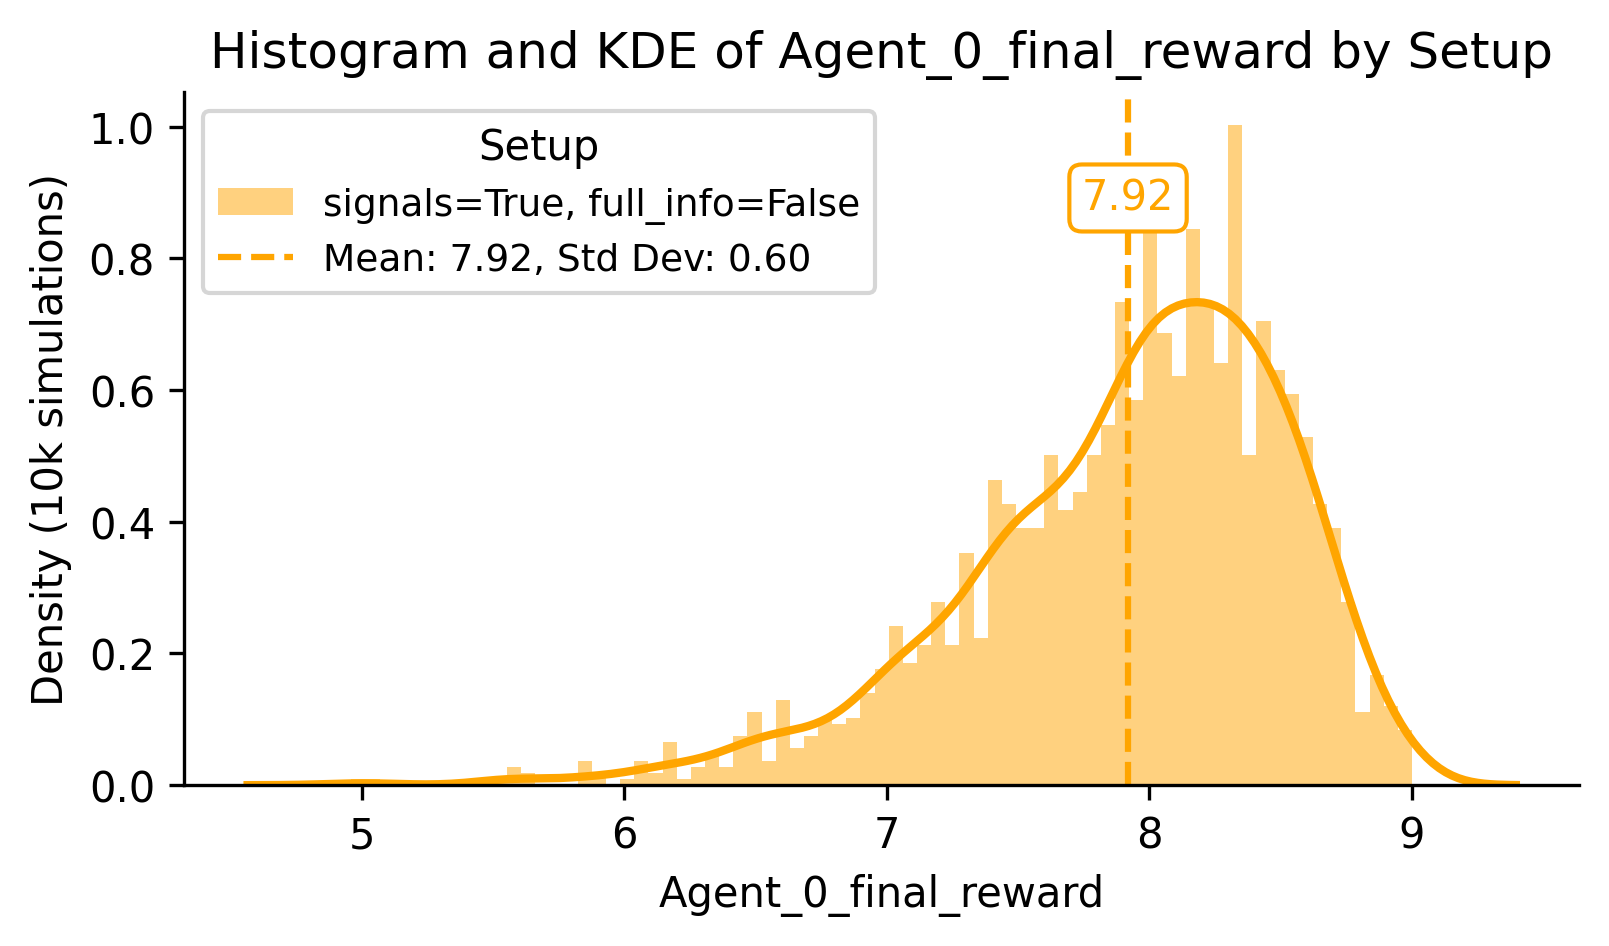 Histogram and KDE of Agent_0_final_reward by Setup
Setup
signals=True, full_info=False
Mean: 7.92, Std Dev: 0.60
7.92
Density (10k simulations)
1.0
0.8
0.6
0.4
0.2
0.0
5 6 7 8 9
Agent_0_final_reward